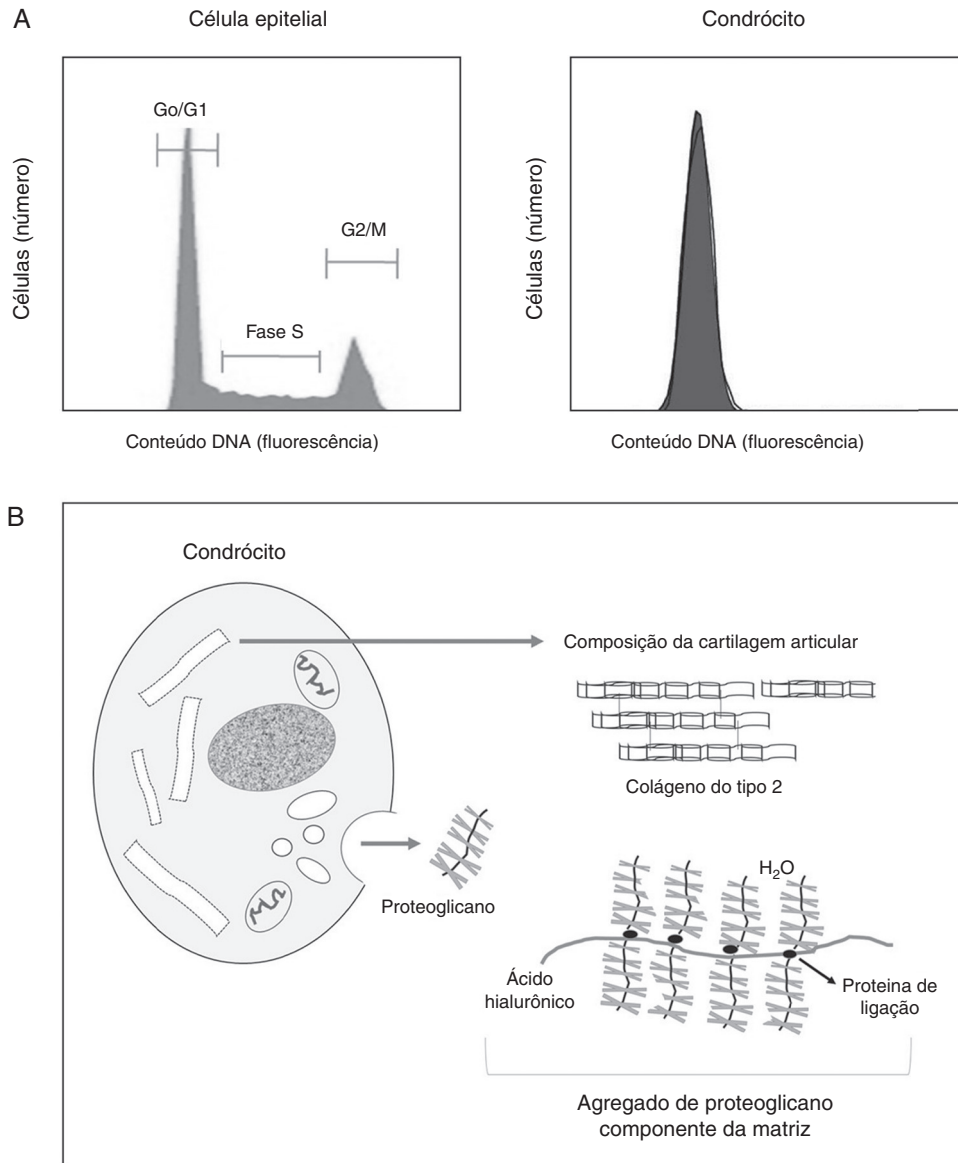 A
Célula epitelial
Condrócito
Go/G1
G2/M
Fase S
Células (número)
Células (número)
Conteúdo DNA (fluorescência)
Conteúdo DNA (fluorescência)
B
Condrócito
Composição da cartilagem articular
Colágeno do tipo 2
H₂O
Proteoglicano
Ácido
hialurônico
Proteina de
ligação
Agregado de proteoglicano
componente da matriz